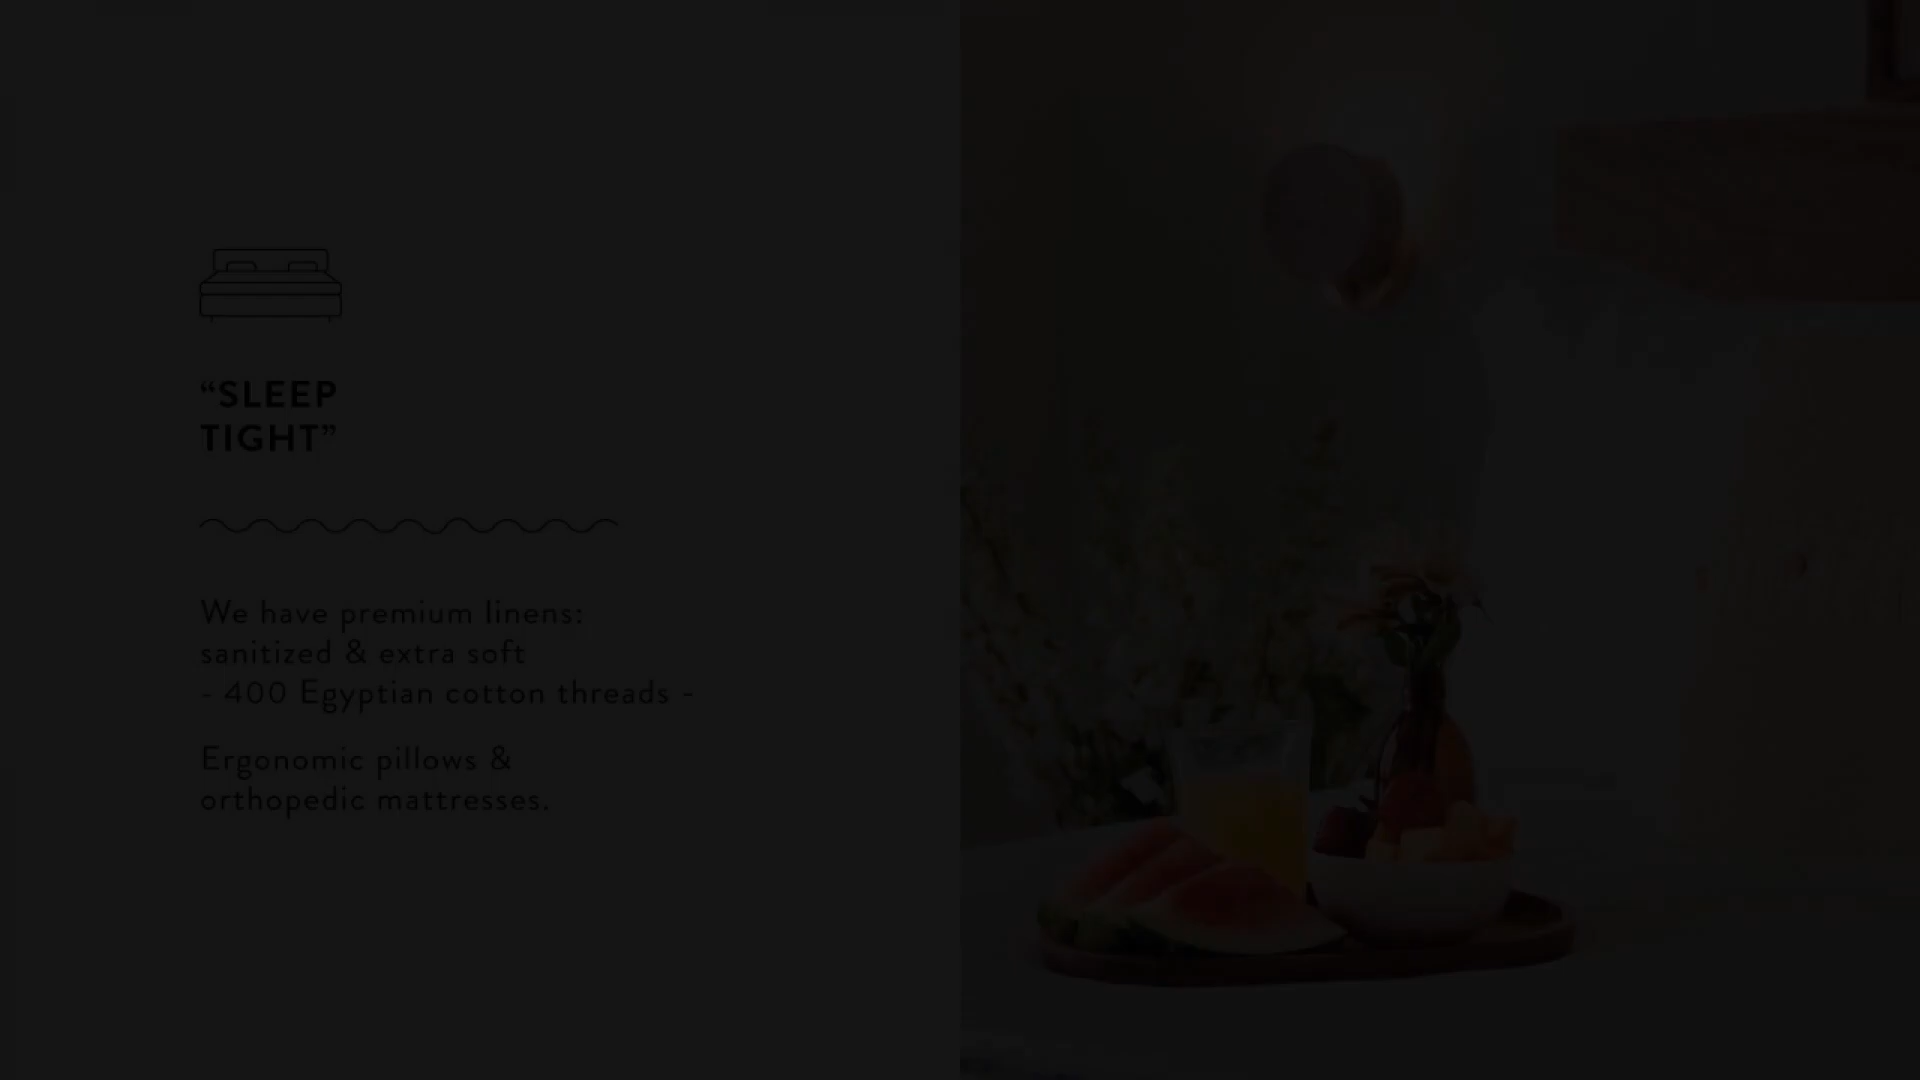 “SLEEP
TIGHT”
We have premium linens:
sanitized & extra soft
- 400 Egyptian cotton threads -
Ergonomic pillows &
orthopedic mattresses.